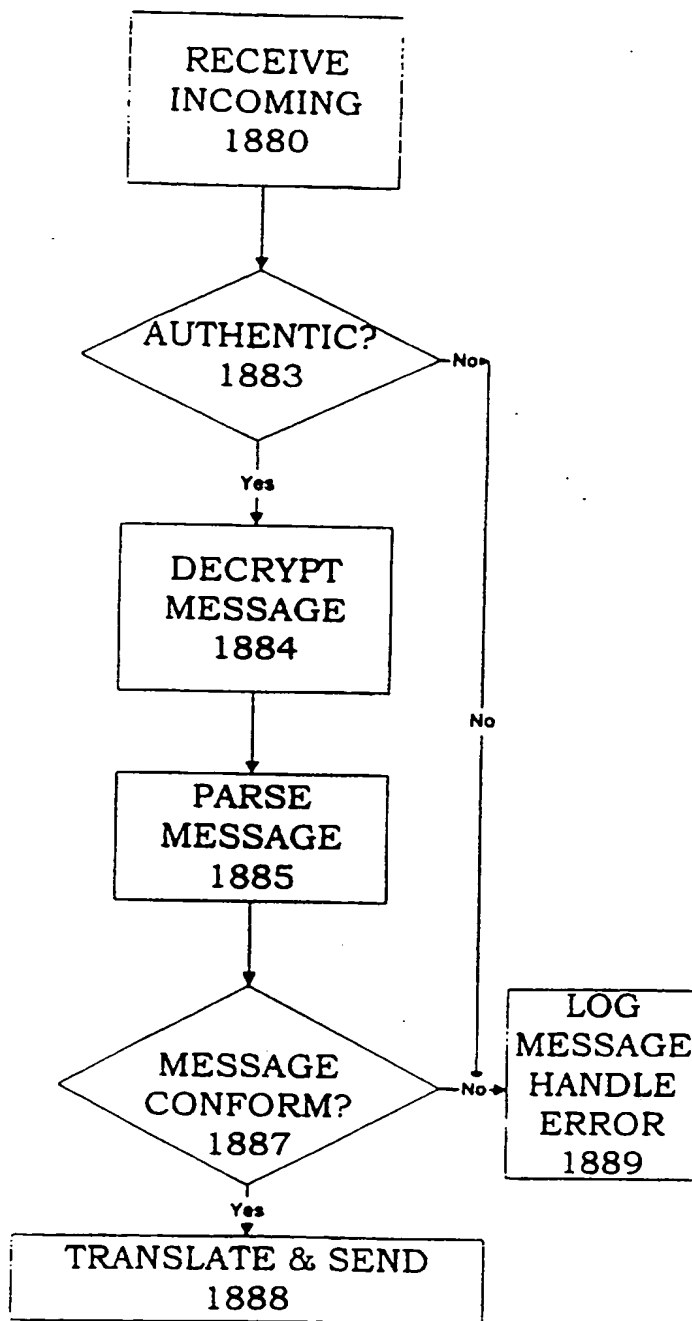 RECEIVE
INCOMING
1880
AUTHENTIC?
1883
No
Yes
DECRYPT
MESSAGE
1884
No
PARSE
MESSAGE
1885
MESSAGE
CONFORM?
1887
No
LOG
MESSAGE
HANDLE
ERROR
1889
Yes
TRANSLATE & SEND
1888